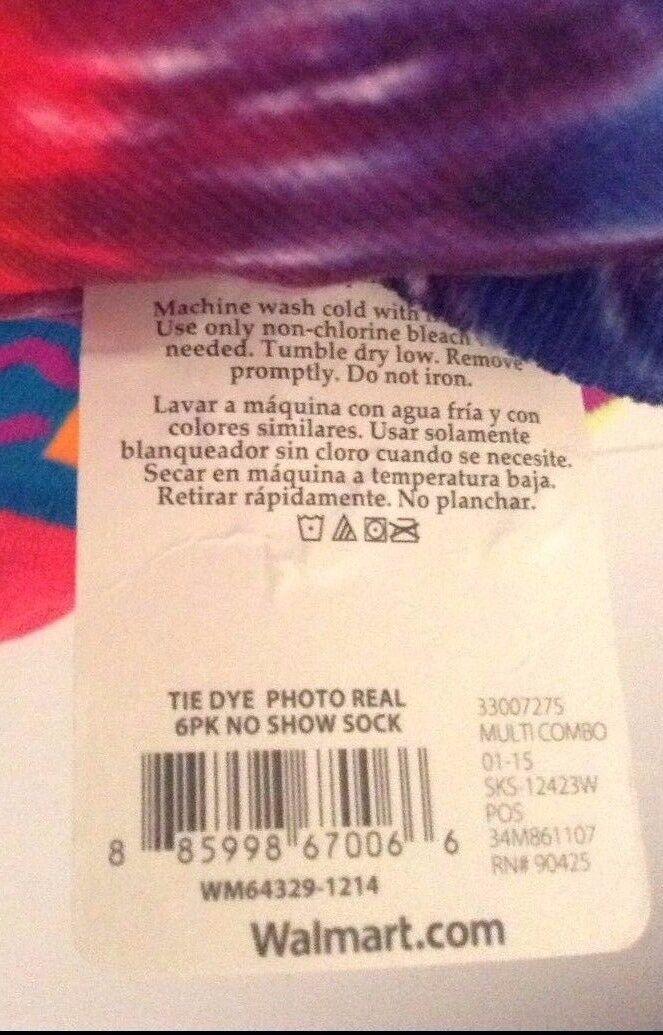 Machine wash cold with
Use only non-chlorine bleach
needed. Tumble dry low. Remove
promptly. Do not iron.
Lavar a máquina con agua fría y con
colores similares. Usar solamente
blanqueador sin cloro cuando se necesite.
Secar en máquina a temperatura baja.
Retirar rápidamente. No planchar.
TIE DYE PHOTO REAL
6PK NO SHOW SOCK
8 85998 67006 6
WM64329-1214
33007275
MULTI COMBO
01-15
SKS-12423W
POS
34M861107
RN# 90425
Walmart.com